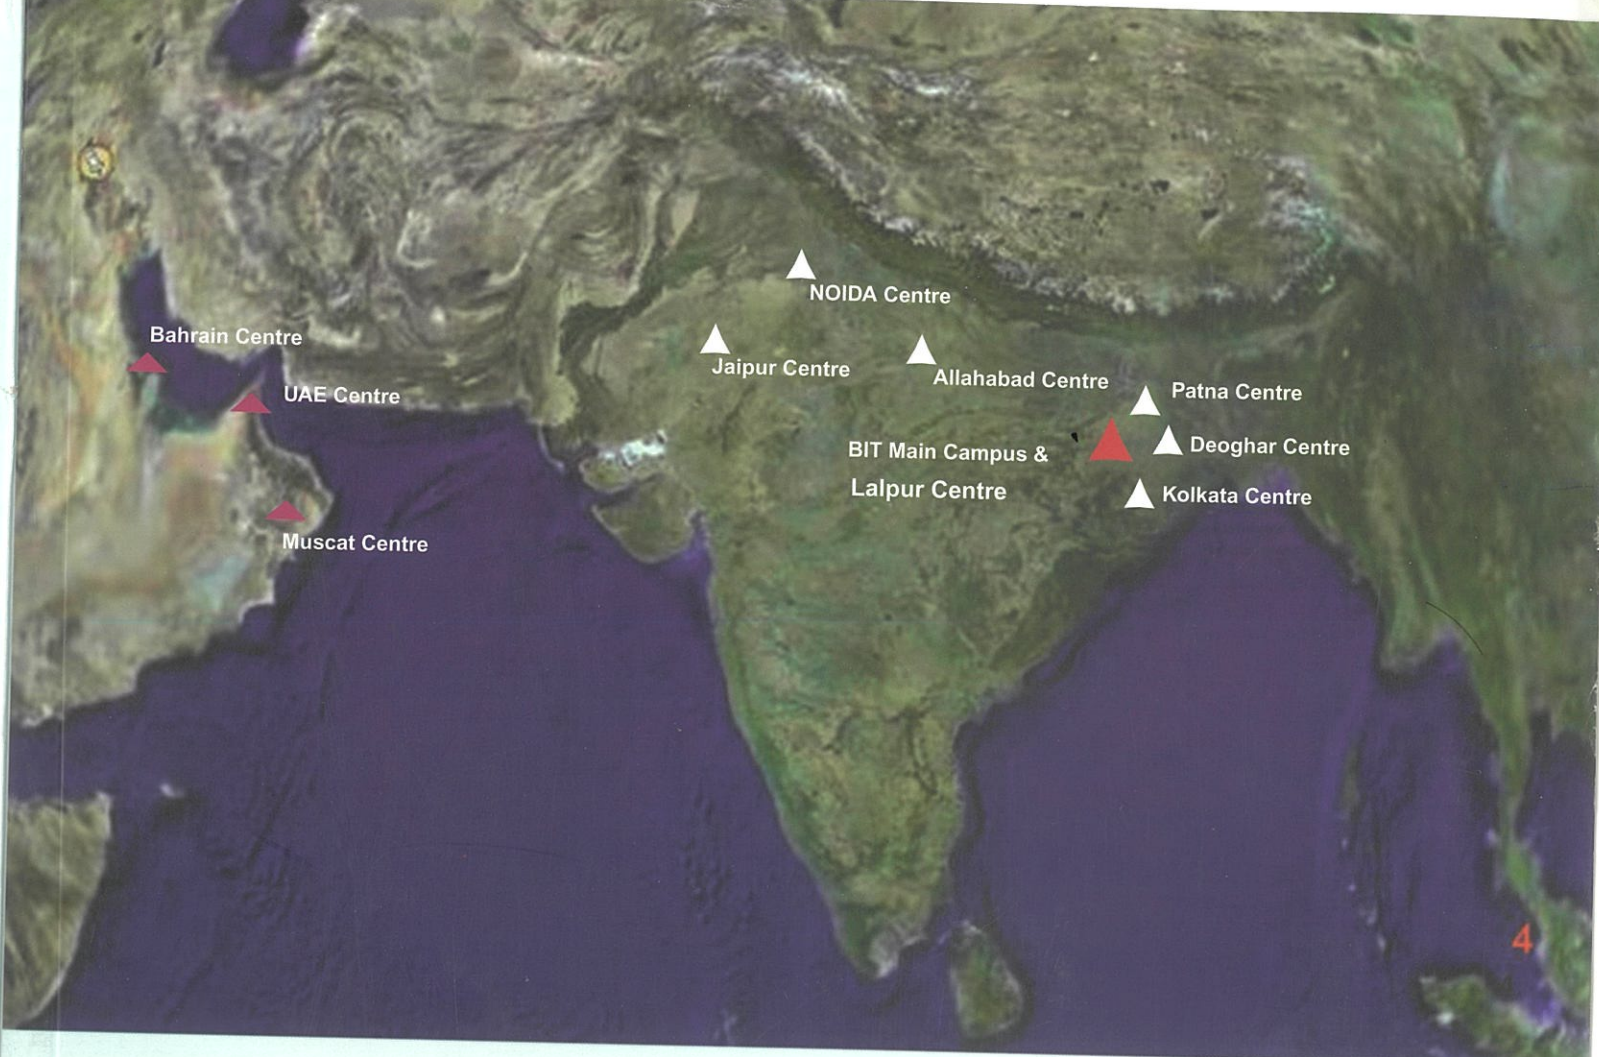 NOIDA Centre
Bahrain Centre
Jaipur Centre
Allahabad Centre
UAE Centre
Patna Centre
BIT Main Campus &
Lalpur Centre
Deoghar Centre
Kolkata Centre
Muscat Centre
4